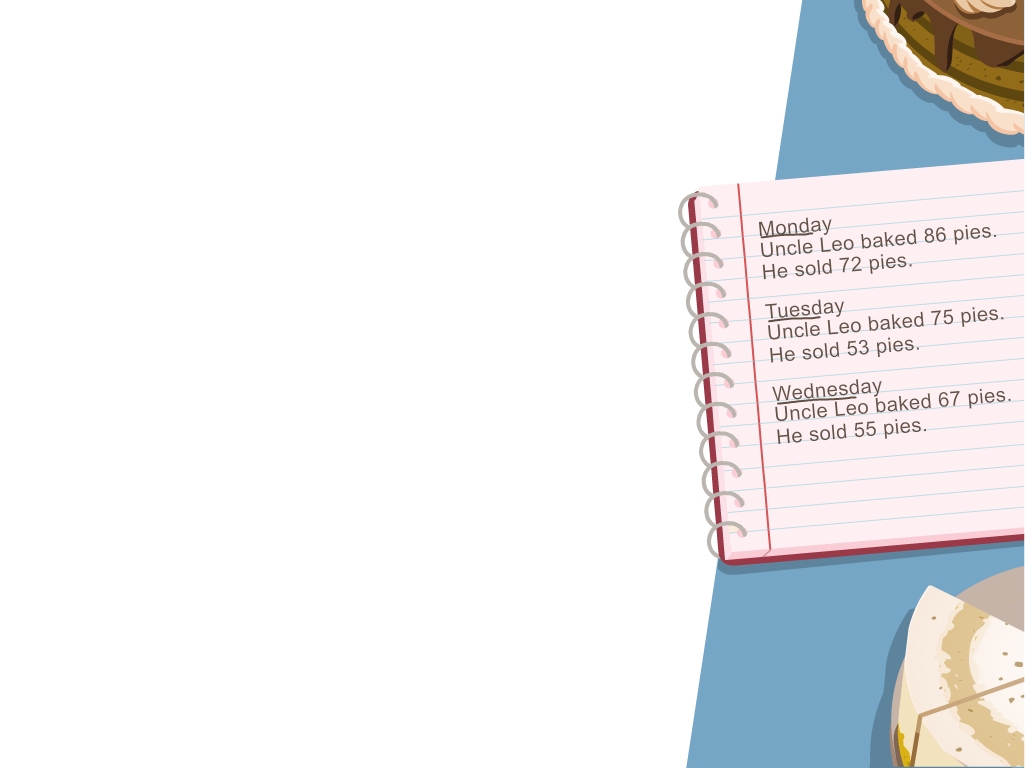 Monday
Uncle Leo baked 86 pies.
He sold 72 pies.
Tuesday
Uncle Leo baked 75 pies.
He sold 53 pies.
Wednesday
Uncle Leo baked 67 pies.
He sold 55 pies.